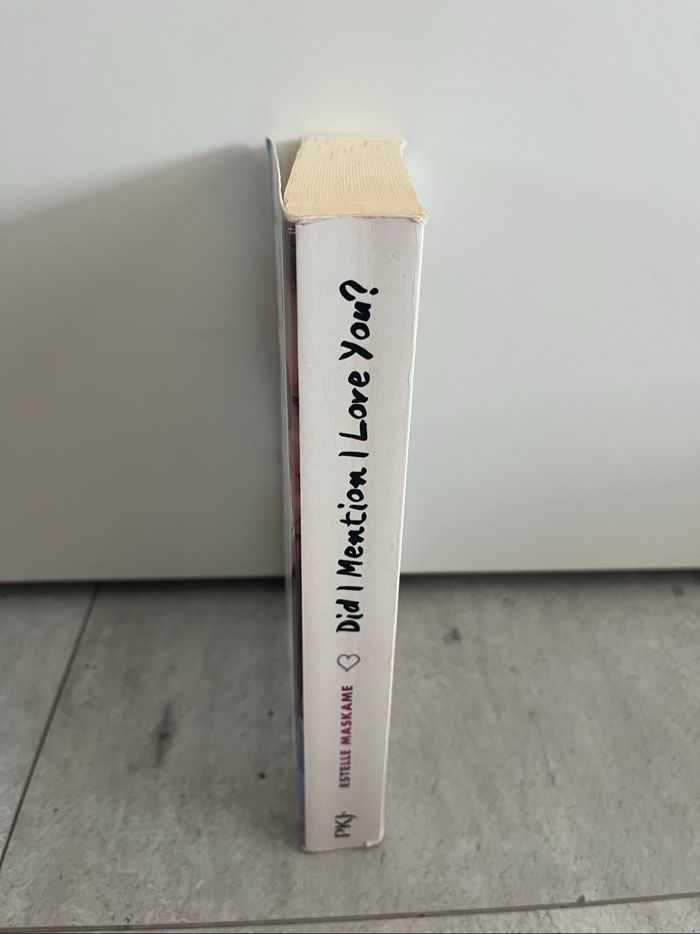 Did I Mention I Love You?
ESTELLE MASKAME
PKJ.